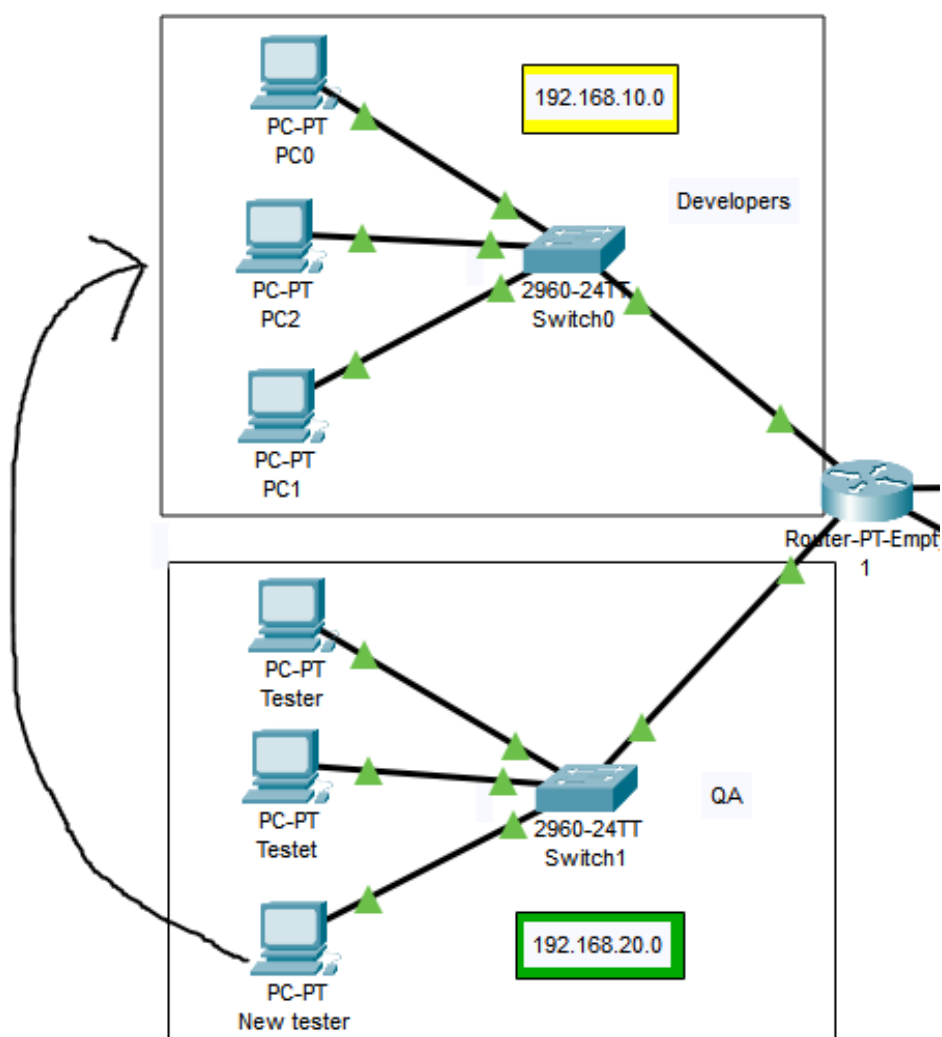 PC-PT
PC0
192.168.10.0
Developers
PC-PT
PC2
2960-24TT
Switch0
PC-PT
PC1
Router-PT-Empty
1
PC-PT
Tester
PC-PT
Testet
2960-24TT
Switch1
QA
192.168.20.0
PC-PT
New tester